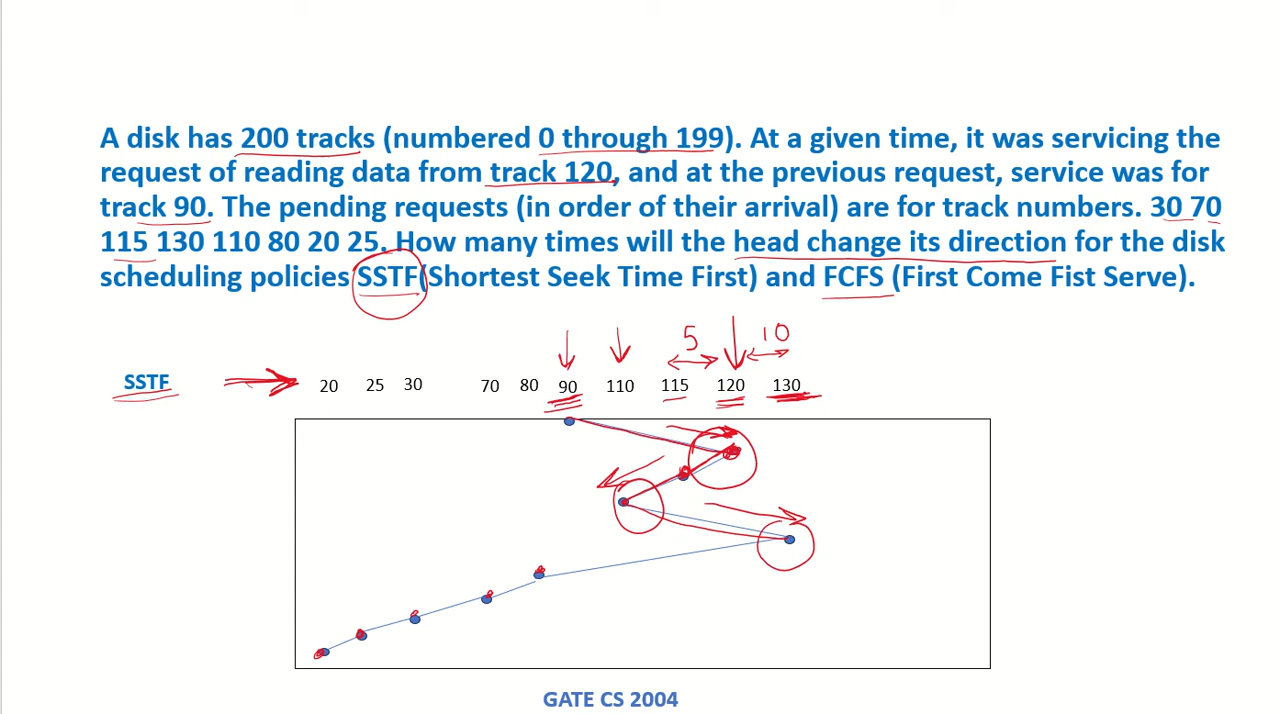 A disk has 200 tracks (numbered 0 through 199). At a given time, it was servicing the
request of reading data from track 120, and at the previous request, service was for
track 90. The pending requests (in order of their arrival) are for track numbers. 30 70
115 130 110 80 20 25. How many times will the head change its direction for the disk
scheduling policies SSTF(Shortest Seek Time First) and FCFS (First Come Fist Serve).
5 10
SSTF 20 25 30 70 80 90 110 115 120 130
GATE CS 2004